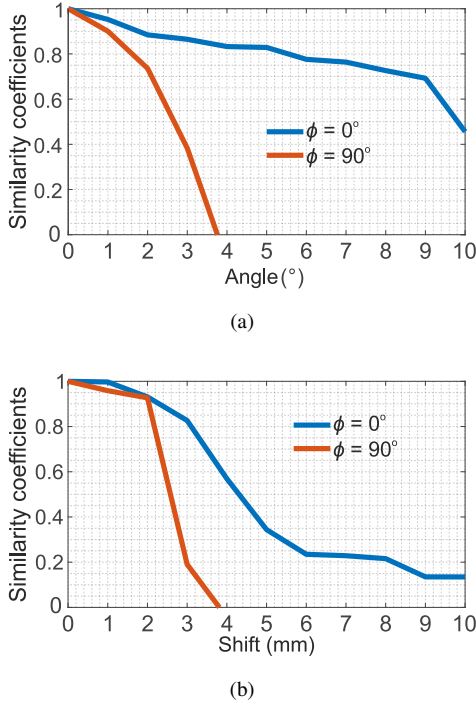 Similarity coefficients
1
0.8
0.6
0.4
0.2
0
ϕ = 0°
ϕ = 90°
0 1 2 3 4 5 6 7 8 9 10
Angle(°)
(a)
Similarity coefficients
1
0.8
0.6
0.4
0.2
0
ϕ = 0°
ϕ = 90°
0 1 2 3 4 5 6 7 8 9 10
Shift (mm)
(b)